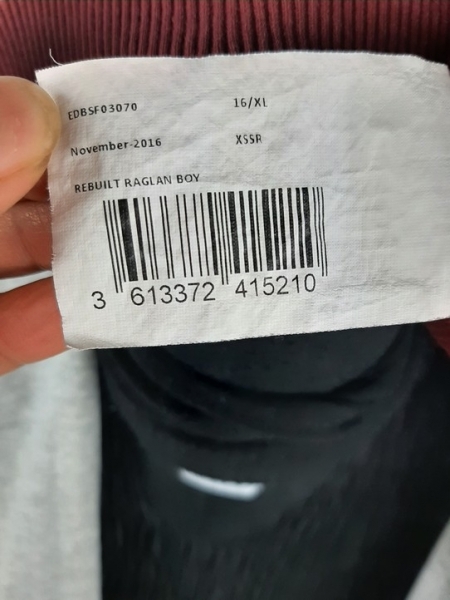 EDBSF03070 16/XL
November-2016 XSSR
REBUILT RAGLAN BOY
3 613372 415210